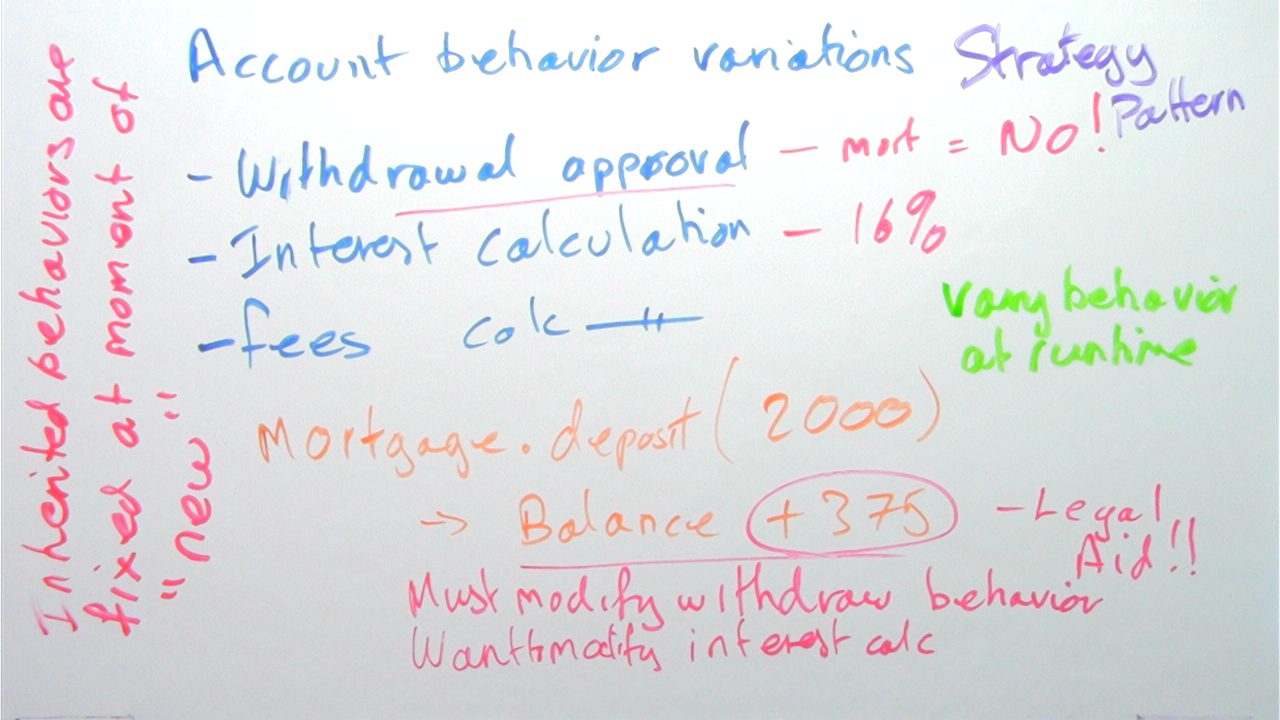 Account behavior variations
Strategy
Pattern
- Withdrawal approval - mort = NO!
- Interest calculation - 16%
- fees calc
vary behavior
at runtime
Mortgage.deposit(2000)
→ Balance +375 - Legal
Aid!!
Must modify withdraw behavior
Want to modify interest calc
Inherited behaviors are
fixed at moment of
"new"